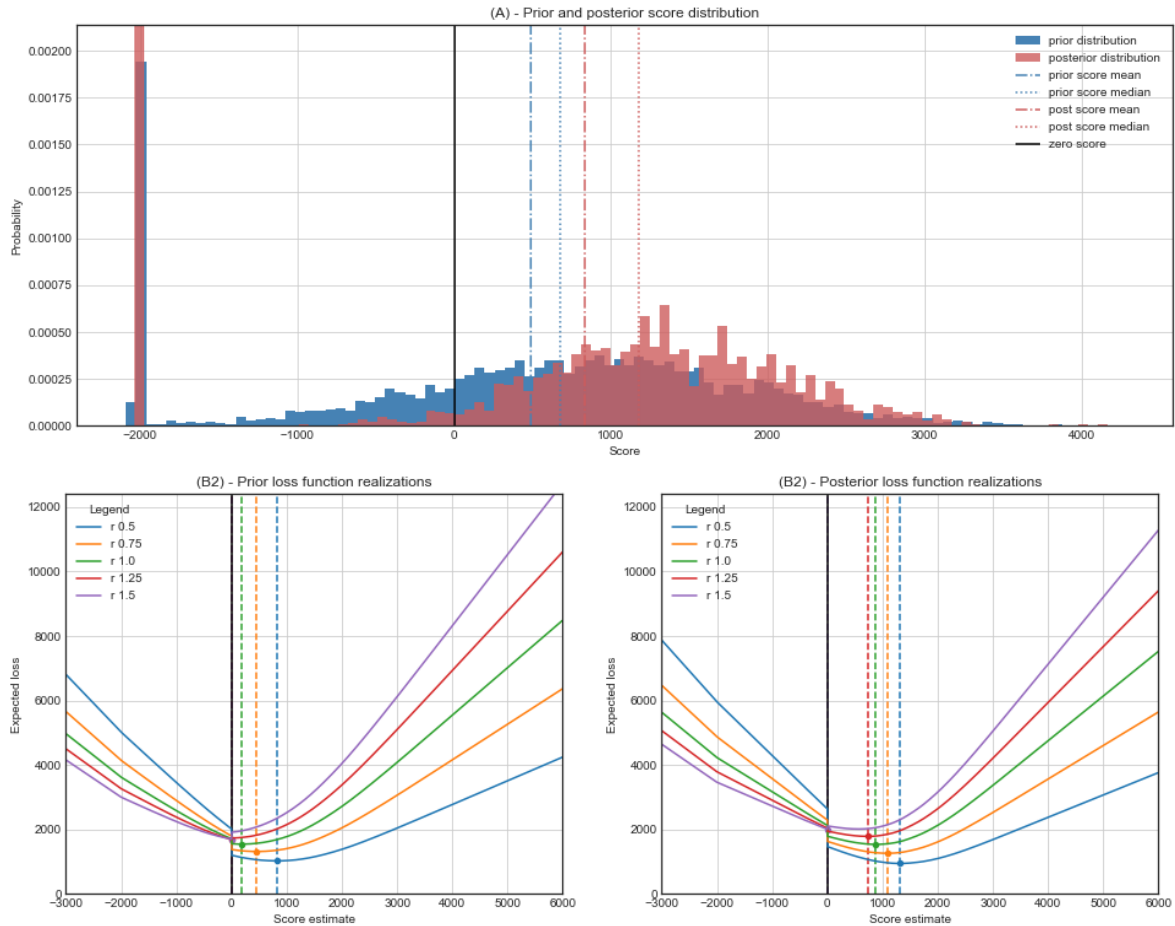 (A) - Prior and posterior score distribution
0.00200
0.00175
0.00150
0.00125
0.00100
0.00075
0.00050
0.00025
0.00000
Probability
prior distribution
posterior distribution
prior score mean
prior score median
post score mean
post score median
zero score
−2000 −1000 0 1000 2000 3000 4000
Score
(B2) - Prior loss function realizations
12000
10000
8000
6000
4000
2000
0
Expected loss
Legend
r 0.5
r 0.75
r 1.0
r 1.25
r 1.5
−3000 −2000 −1000 0 1000 2000 3000 4000 5000 6000
Score estimate
(B2) - Posterior loss function realizations
12000
10000
8000
6000
4000
2000
0
Expected loss
Legend
r 0.5
r 0.75
r 1.0
r 1.25
r 1.5
−3000 −2000 −1000 0 1000 2000 3000 4000 5000 6000
Score estimate